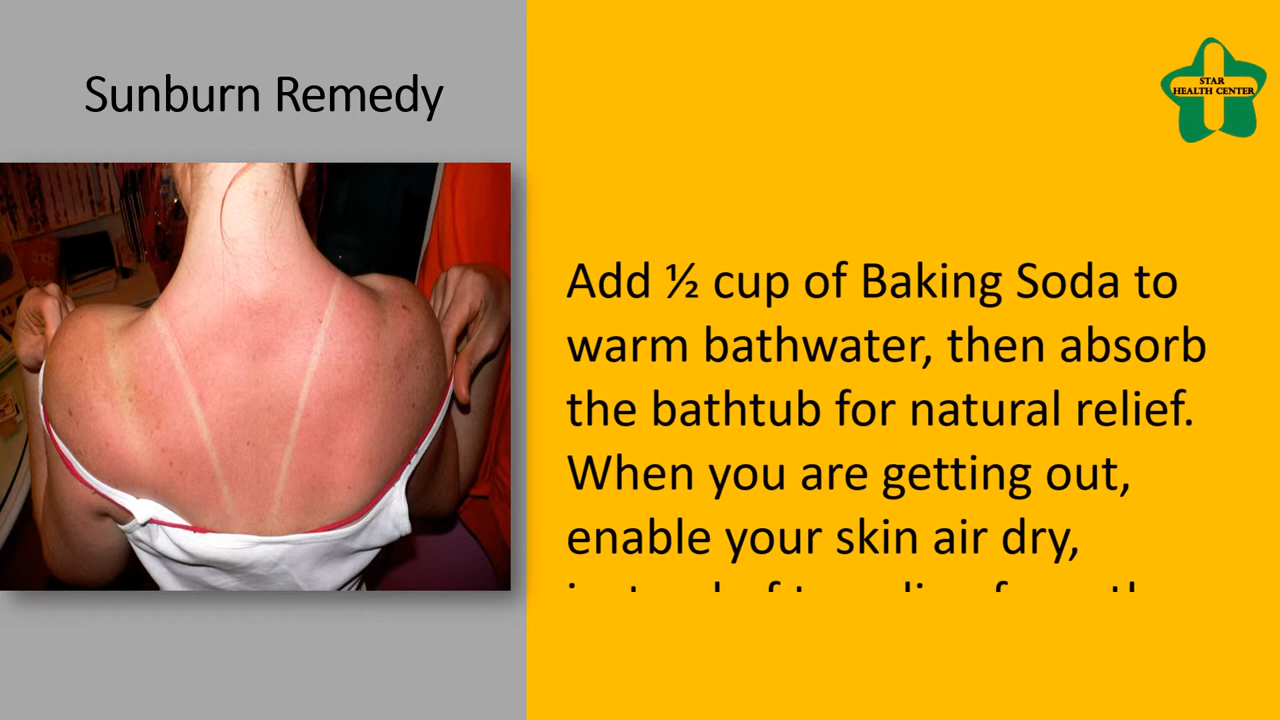 Sunburn Remedy
STAR
HEALTH CENTER
Add ½ cup of Baking Soda to
warm bathwater, then absorb
the bathtub for natural relief.
When you are getting out,
enable your skin air dry,